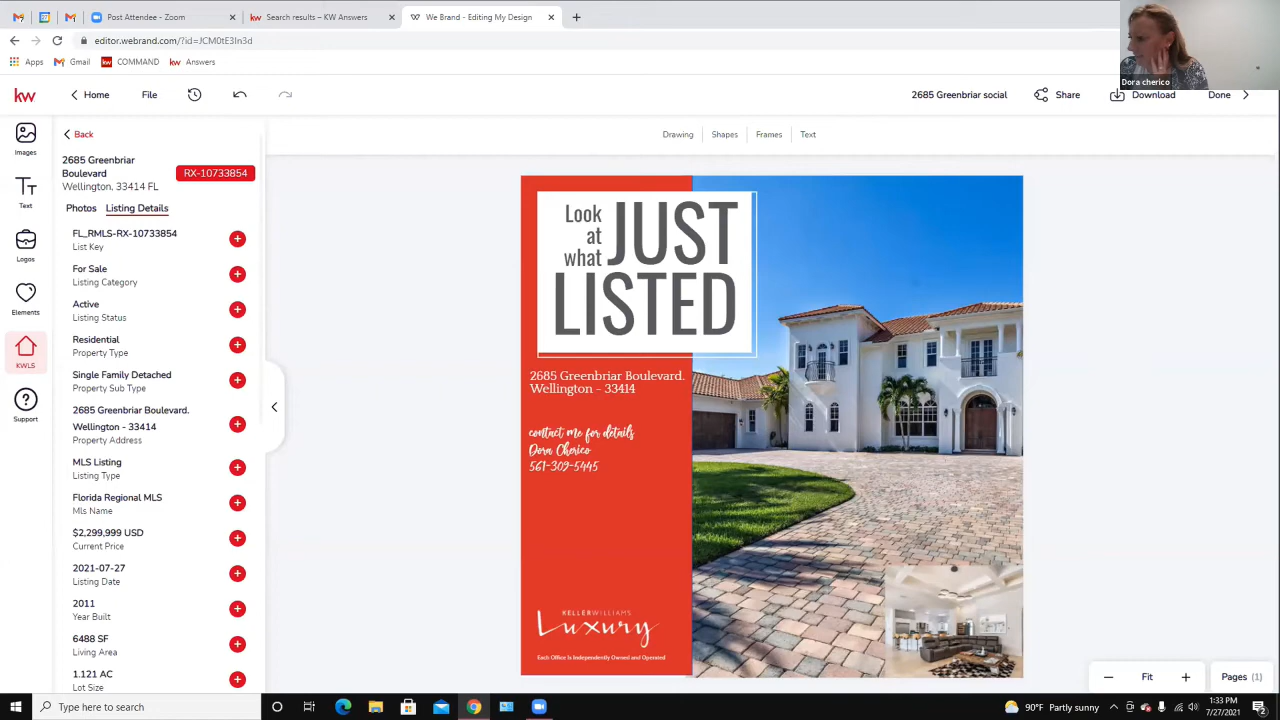 Post Attendee - Zoom
Search results – KW Answers
We Brand - Editing My Design
editor.webrand.com/?id=JCM0tE3In3d
Apps
Gmail
COMMAND
Answers
Dora cherico
kw
Home
File
2685 Greenbriar social
Share
Download
Done
Images
Text
Logos
Elements
KWLS
Support
Back
2685 Greenbriar
Boulevard
Wellington, 33414 FL
RX-10733854
Photos
Listing Details
FL_RMLS-RX-10733854
List Key
For Sale
Listing Category
Active
Listing Status
Residential
Property Type
Single Family Detached
Property Sub Type
2685 Greenbriar Boulevard.
Wellington - 33414
Property Address
MLS Listing
Listing Type
Florida Regional MLS
Mls Name
$2,299,999 USD
Current Price
2021-07-27
Listing Date
2011
Year Built
6488 SF
Living Area
1.121 AC
Lot Size
Drawing
Shapes
Frames
Text
Look
at
what JUST
LISTED
2685 Greenbriar Boulevard.
Wellington - 33414
contact me for details
Dora Cherico
561-309-5445
KELLERWILLIAMS.
Luxury
Each Office Is Independently Owned and Operated
Fit
Pages (1)
Type here to search
90°F Partly sunny
1:33 PM
7/27/2021
2